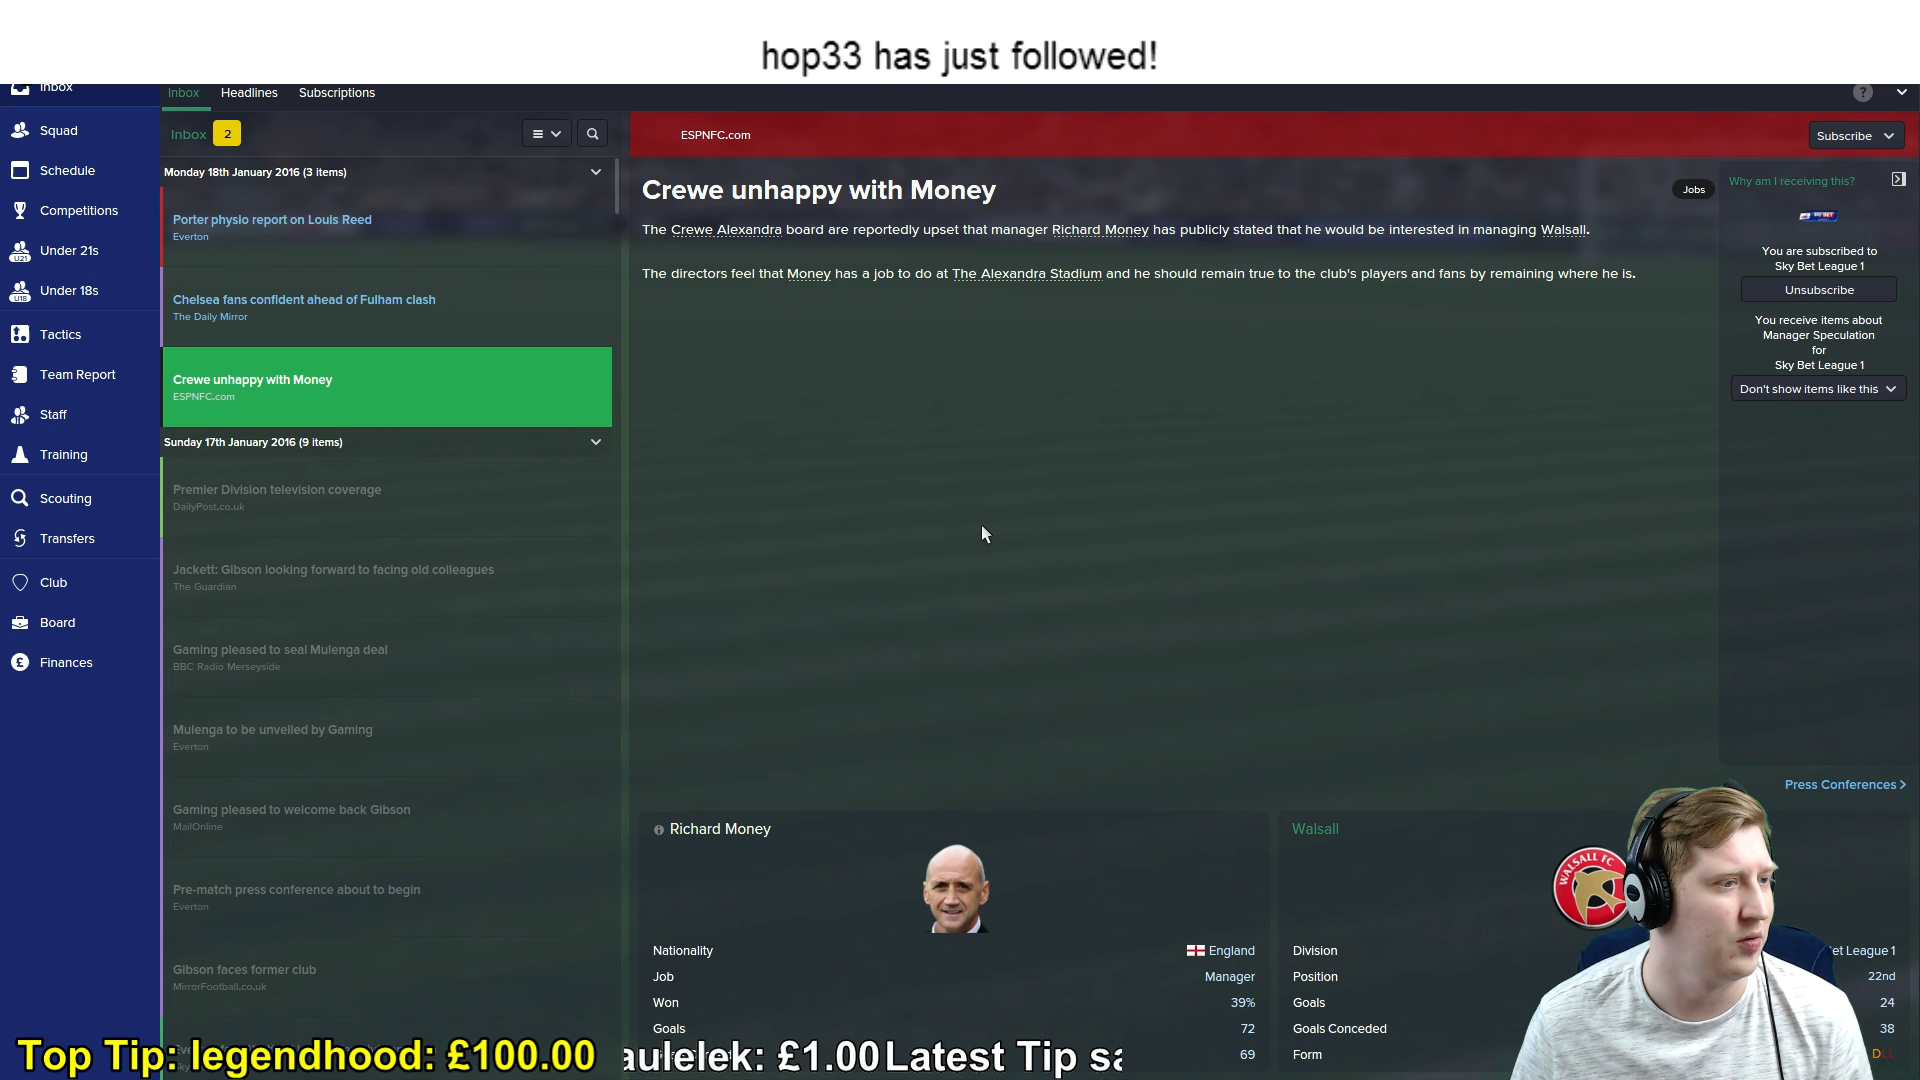 hop33 has just followed!
Inbox
Inbox Headlines Subscriptions
?
Squad
Schedule
Competitions
Under 21s
U21
Under 18s
U18
Tactics
Team Report
Staff
Training
Scouting
Transfers
Club
Board
Finances
Inbox 2
Monday 18th January 2016 (3 items)
Porter physio report on Louis Reed
Everton
Chelsea fans confident ahead of Fulham clash
The Daily Mirror
Crewe unhappy with Money
ESPNFC.com
Sunday 17th January 2016 (9 items)
Premier Division television coverage
DailyPost.co.uk
Jackett: Gibson looking forward to facing old colleagues
The Guardian
Gaming pleased to seal Mulenga deal
BBC Radio Merseyside
Mulenga to be unveiled by Gaming
Everton
Gaming pleased to welcome back Gibson
MailOnline
Pre-match press conference about to begin
Everton
Gibson faces former club
MirrorFootball.co.uk
ESPNFC.com
Subscribe
Crewe unhappy with Money
Jobs
The Crewe Alexandra board are reportedly upset that manager Richard Money has publicly stated that he would be interested in managing Walsall.
The directors feel that Money has a job to do at The Alexandra Stadium and he should remain true to the club's players and fans by remaining where he is.
Why am I receiving this?
sky BET
You are subscribed to
Sky Bet League 1
Unsubscribe
You receive items about
Manager Speculation
for
Sky Bet League 1
Don't show items like this
Press Conferences
Richard Money
Nationality England
Job Manager
Won 39%
Goals 72
69
Walsall
WALSALL FC
Division et League 1
Position 22nd
Goals 24
Goals Conceded 38
Form DLL
Top Tip: legendhood: £100.00
aulelek: £1.00 Latest Tip sa